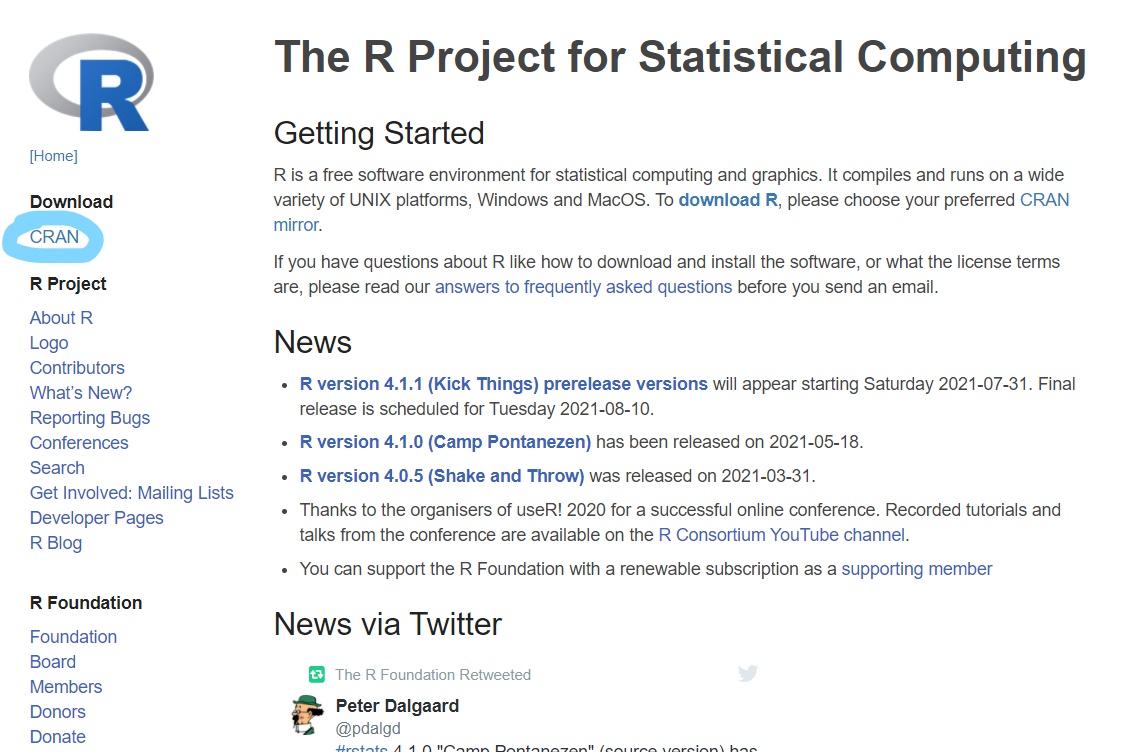 R
[Home]
Download
CRAN
R Project
About R
Logo
Contributors
What's New?
Reporting Bugs
Conferences
Search
Get Involved: Mailing Lists
Developer Pages
R Blog
R Foundation
Foundation
Board
Members
Donors
Donate
The R Project for Statistical Computing
Getting Started
R is a free software environment for statistical computing and graphics. It compiles and runs on a wide
variety of UNIX platforms, Windows and MacOS. To download R, please choose your preferred CRAN
mirror.
If you have questions about R like how to download and install the software, or what the license terms
are, please read our answers to frequently asked questions before you send an email.
News
• R version 4.1.1 (Kick Things) prerelease versions will appear starting Saturday 2021-07-31. Final
release is scheduled for Tuesday 2021-08-10.
• R version 4.1.0 (Camp Pontanezen) has been released on 2021-05-18.
• R version 4.0.5 (Shake and Throw) was released on 2021-03-31.
• Thanks to the organisers of useR! 2020 for a successful online conference. Recorded tutorials and
talks from the conference are available on the R Consortium YouTube channel.
• You can support the R Foundation with a renewable subscription as a supporting member
News via Twitter
The R Foundation Retweeted
Peter Dalgaard
@pdalgd
#rstats 4.1.0 "Camp Pontanezen" (source version) has